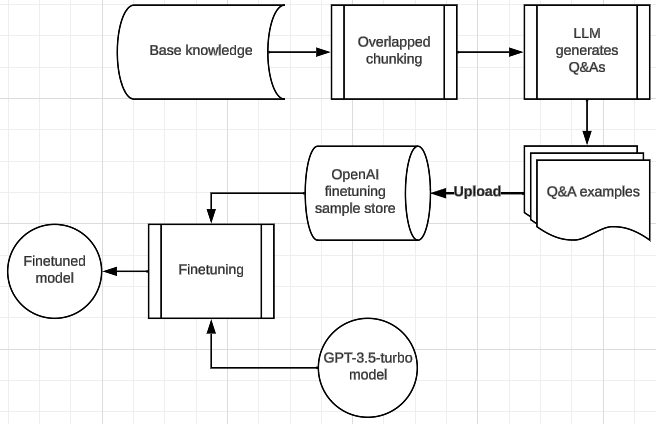 Base knowledge
Overlapped
chunking
LLM
generates
Q&As
OpenAI
finetuning
sample store
Upload
Q&A examples
Finetuned
model
Finetuning
GPT-3.5-turbo
model